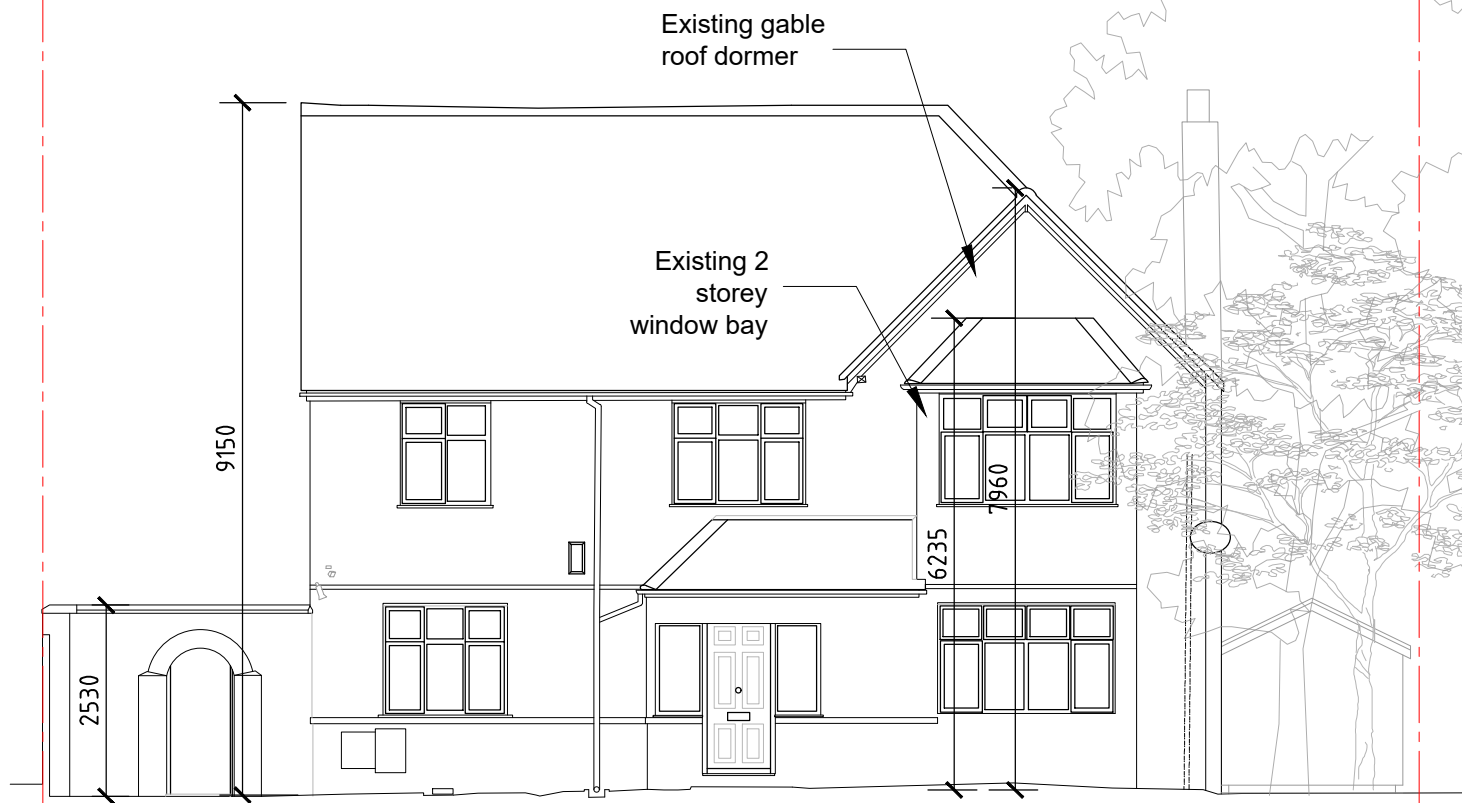 Existing gable
roof dormer
Existing 2
storey
window bay
9150
7960
6235
2530